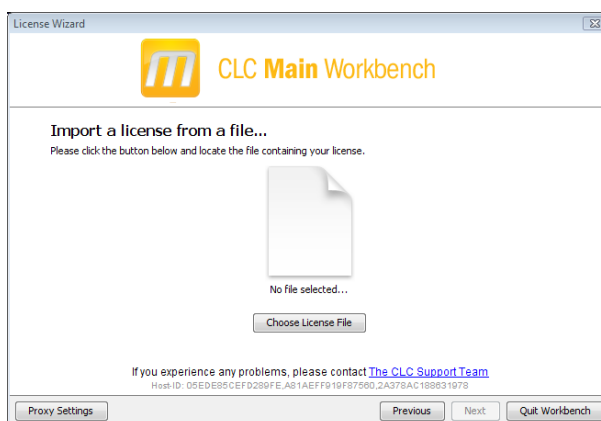 License Wizard
CLC Main Workbench
Import a license from a file...
Please click the button below and locate the file containing your license.
No file selected...
Choose License File
If you experience any problems, please contact The CLC Support Team
Host-ID: D5EDE85CEFD289FE,A81AEFF919F87560,2A378AC188631978
Proxy Settings Previous Next Quit Workbench